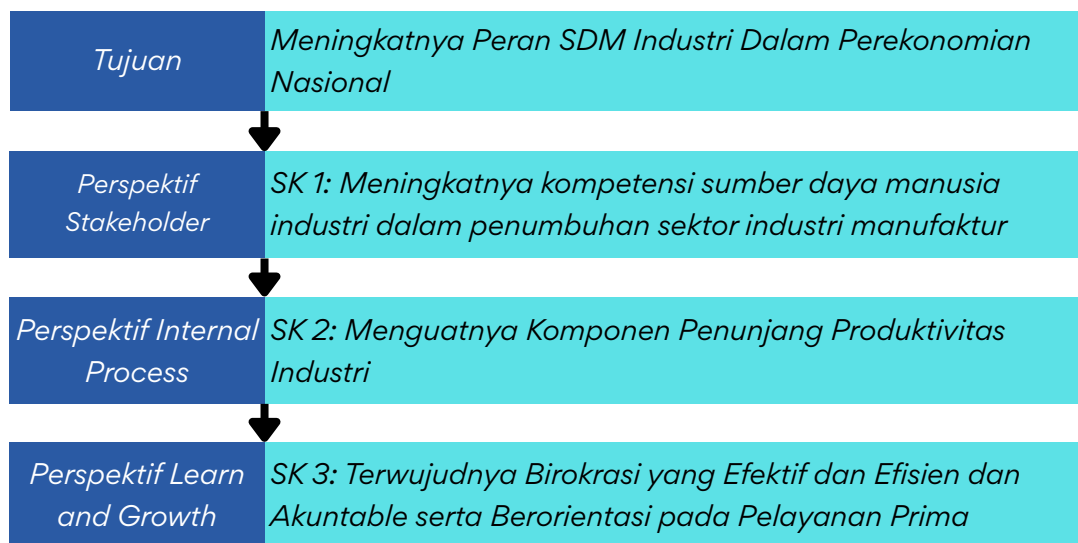 Tujuan
Meningkatnya Peran SDM Industri Dalam Perekonomian
Nasional
Perspektif
Stakeholder
SK 1: Meningkatnya kompetensi sumber daya manusia
industri dalam penumbuhan sektor industri manufaktur
Perspektif Internal
Process
SK 2: Menguatnya Komponen Penunjang Produktivitas
Industri
Perspektif Learn
and Growth
SK 3: Terwujudnya Birokrasi yang Efektif dan Efisien dan
Akuntable serta Berorientasi pada Pelayanan Prima